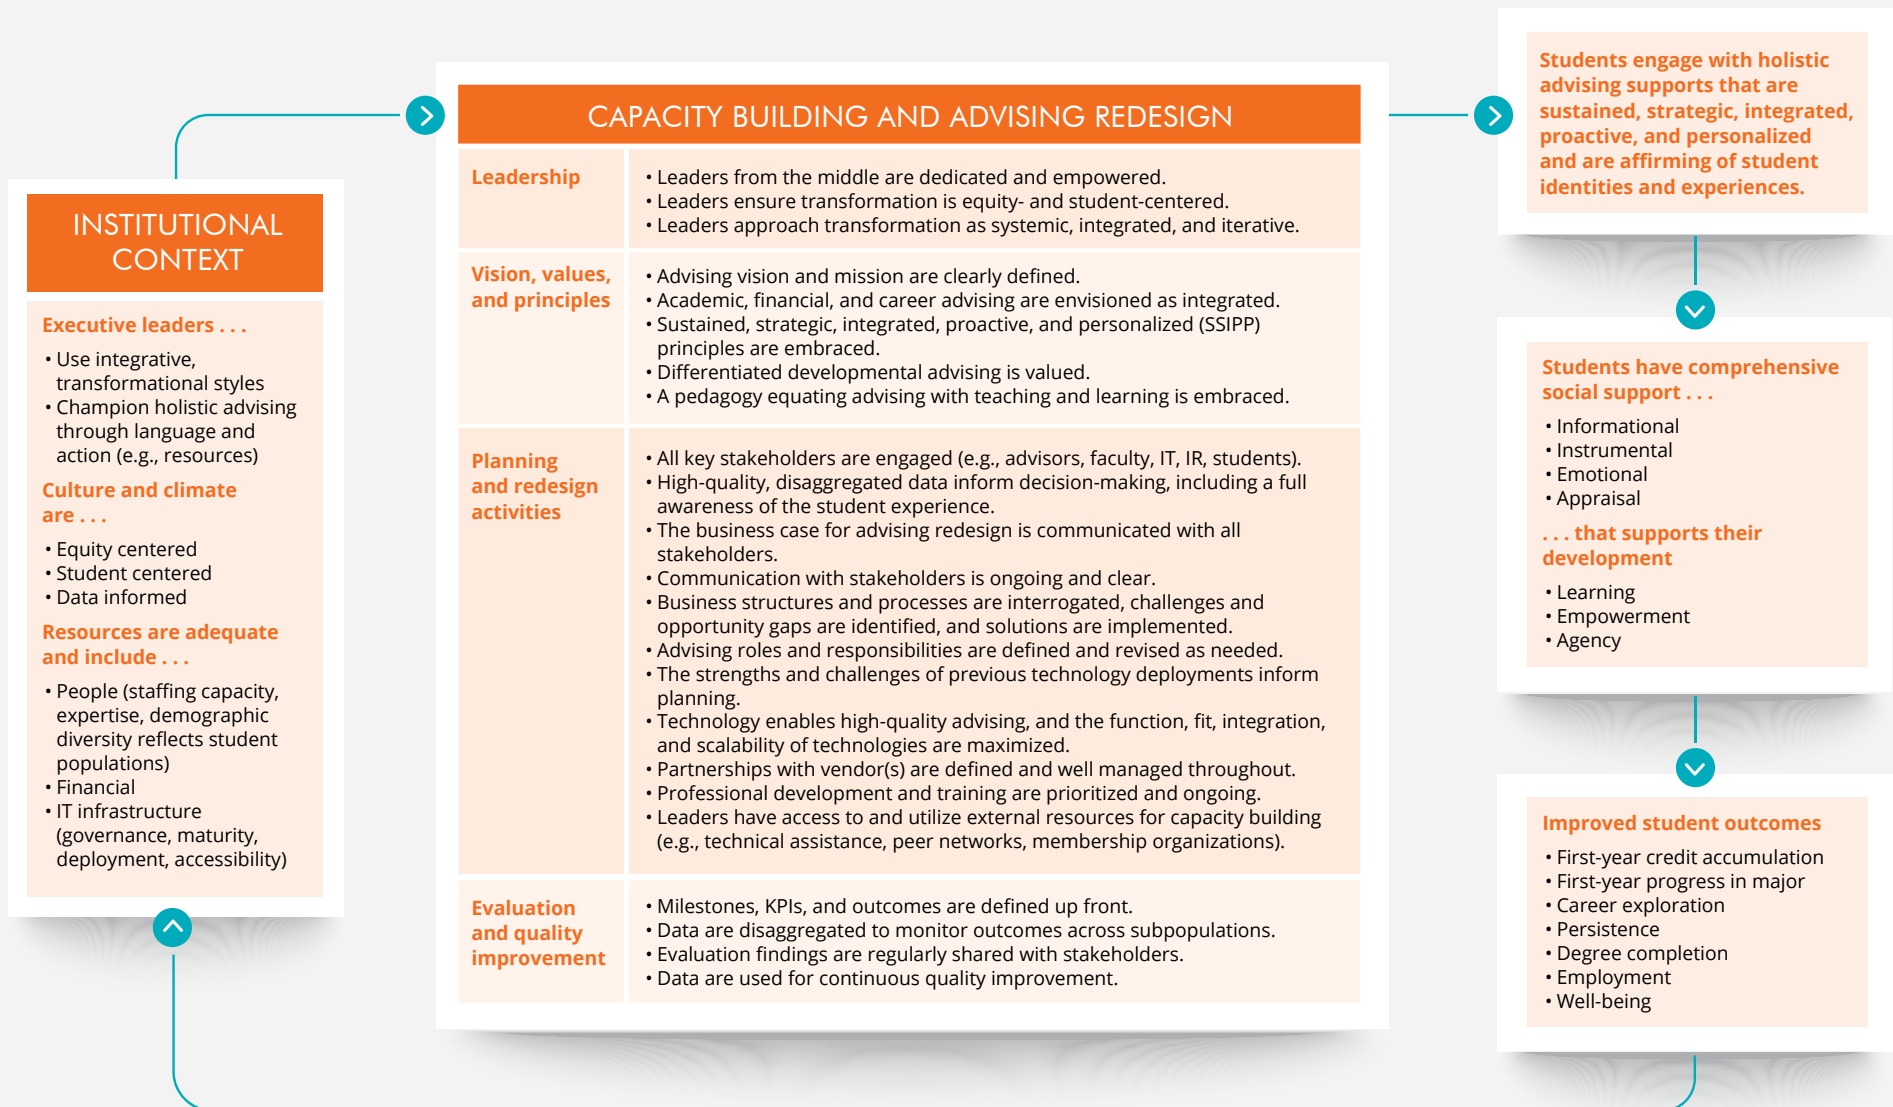 INSTITUTIONAL
CONTEXT
Executive leaders . . .
• Use integrative,
transformational styles
• Champion holistic advising
through language and
action (e.g., resources)
Culture and climate
are . . .
• Equity centered
• Student centered
• Data informed
Resources are adequate
and include . . .
• People (staffing capacity,
expertise, demographic
diversity reflects student
populations)
• Financial
• IT infrastructure
(governance, maturity,
deployment, accessibility)
CAPACITY BUILDING AND ADVISING REDESIGN
Leadership
• Leaders from the middle are dedicated and empowered.
• Leaders ensure transformation is equity- and student-centered.
• Leaders approach transformation as systemic, integrated, and iterative.
Vision, values,
and principles
• Advising vision and mission are clearly defined.
• Academic, financial, and career advising are envisioned as integrated.
• Sustained, strategic, integrated, proactive, and personalized (SSIPP)
principles are embraced.
• Differentiated developmental advising is valued.
• A pedagogy equating advising with teaching and learning is embraced.
Planning
and redesign
activities
• All key stakeholders are engaged (e.g., advisors, faculty, IT, IR, students).
• High-quality, disaggregated data inform decision-making, including a full
awareness of the student experience.
• The business case for advising redesign is communicated with all
stakeholders.
• Communication with stakeholders is ongoing and clear.
• Business structures and processes are interrogated, challenges and
opportunity gaps are identified, and solutions are implemented.
• Advising roles and responsibilities are defined and revised as needed.
• The strengths and challenges of previous technology deployments inform
planning.
• Technology enables high-quality advising, and the function, fit, integration,
and scalability of technologies are maximized.
• Partnerships with vendor(s) are defined and well managed throughout.
• Professional development and training are prioritized and ongoing.
• Leaders have access to and utilize external resources for capacity building
(e.g., technical assistance, peer networks, membership organizations).
Evaluation
and quality
improvement
• Milestones, KPIs, and outcomes are defined up front.
• Data are disaggregated to monitor outcomes across subpopulations.
• Evaluation findings are regularly shared with stakeholders.
• Data are used for continuous quality improvement.
Students engage with holistic
advising supports that are
sustained, strategic, integrated,
proactive, and personalized
and are affirming of student
identities and experiences.
Students have comprehensive
social support . . .
• Informational
• Instrumental
• Emotional
• Appraisal
. . . that supports their
development
• Learning
• Empowerment
• Agency
Improved student outcomes
• First-year credit accumulation
• First-year progress in major
• Career exploration
• Persistence
• Degree completion
• Employment
• Well-being